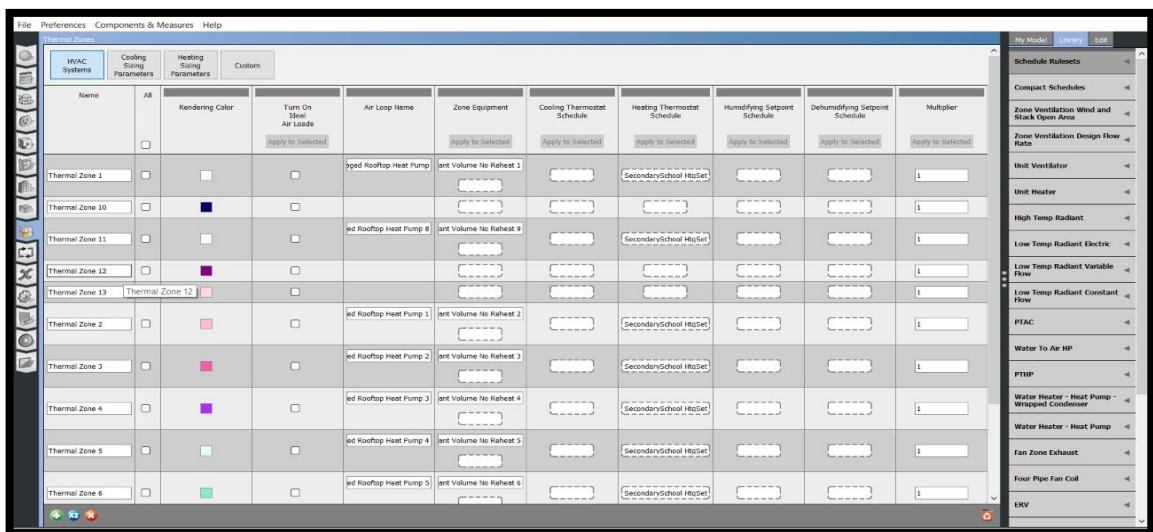 File Preferences Components & Measures Help
Thermal Zones
My Model Library Edit
HVAC
Systems
Cooling
Sizing
Parameters
Heating
Sizing
Parameters
Custom
Name All Rendering Color Turn On
Ideal
Air Loads Air Loop Name Zone Equipment Cooling Thermostat
Schedule Heating Thermostat
Schedule Humidifying Setpoint
Schedule Dehumidifying Setpoint
Schedule Multiplier
Apply to Selected Apply to Selected Apply to Selected Apply to Selected Apply to Selected Apply to Selected Apply to Selected
Thermal Zone 1 aged Rooftop Heat Pump ant Volume No Reheat 1 SecondarySchool HtgSet 1
Thermal Zone 10 1
Thermal Zone 11 ed Rooftop Heat Pump 8 ant Volume No Reheat 9 SecondarySchool HtgSet 1
Thermal Zone 12 1
Thermal Zone 13 Thermal Zone 12 1
Thermal Zone 2 ed Rooftop Heat Pump 1 ant Volume No Reheat 2 SecondarySchool HtgSet 1
Thermal Zone 3 ed Rooftop Heat Pump 2 ant Volume No Reheat 3 SecondarySchool HtgSet 1
Thermal Zone 4 ed Rooftop Heat Pump 3 ant Volume No Reheat 4 SecondarySchool HtgSet 1
Thermal Zone 5 ed Rooftop Heat Pump 4 ant Volume No Reheat 5 SecondarySchool HtgSet 1
Thermal Zone 6 ed Rooftop Heat Pump 5 ant Volume No Reheat 6 SecondarySchool HtgSet 1
x2
Schedule Rulesets
Compact Schedules
Zone Ventilation Wind and
Stack Open Area
Zone Ventilation Design Flow
Rate
Unit Ventilator
Unit Heater
High Temp Radiant
Low Temp Radiant Electric
Low Temp Radiant Variable
Flow
Low Temp Radiant Constant
Flow
PTAC
Water To Air HP
PTHP
Water Heater - Heat Pump -
Wrapped Condenser
Water Heater - Heat Pump
Fan Zone Exhaust
Four Pipe Fan Coil
ERV